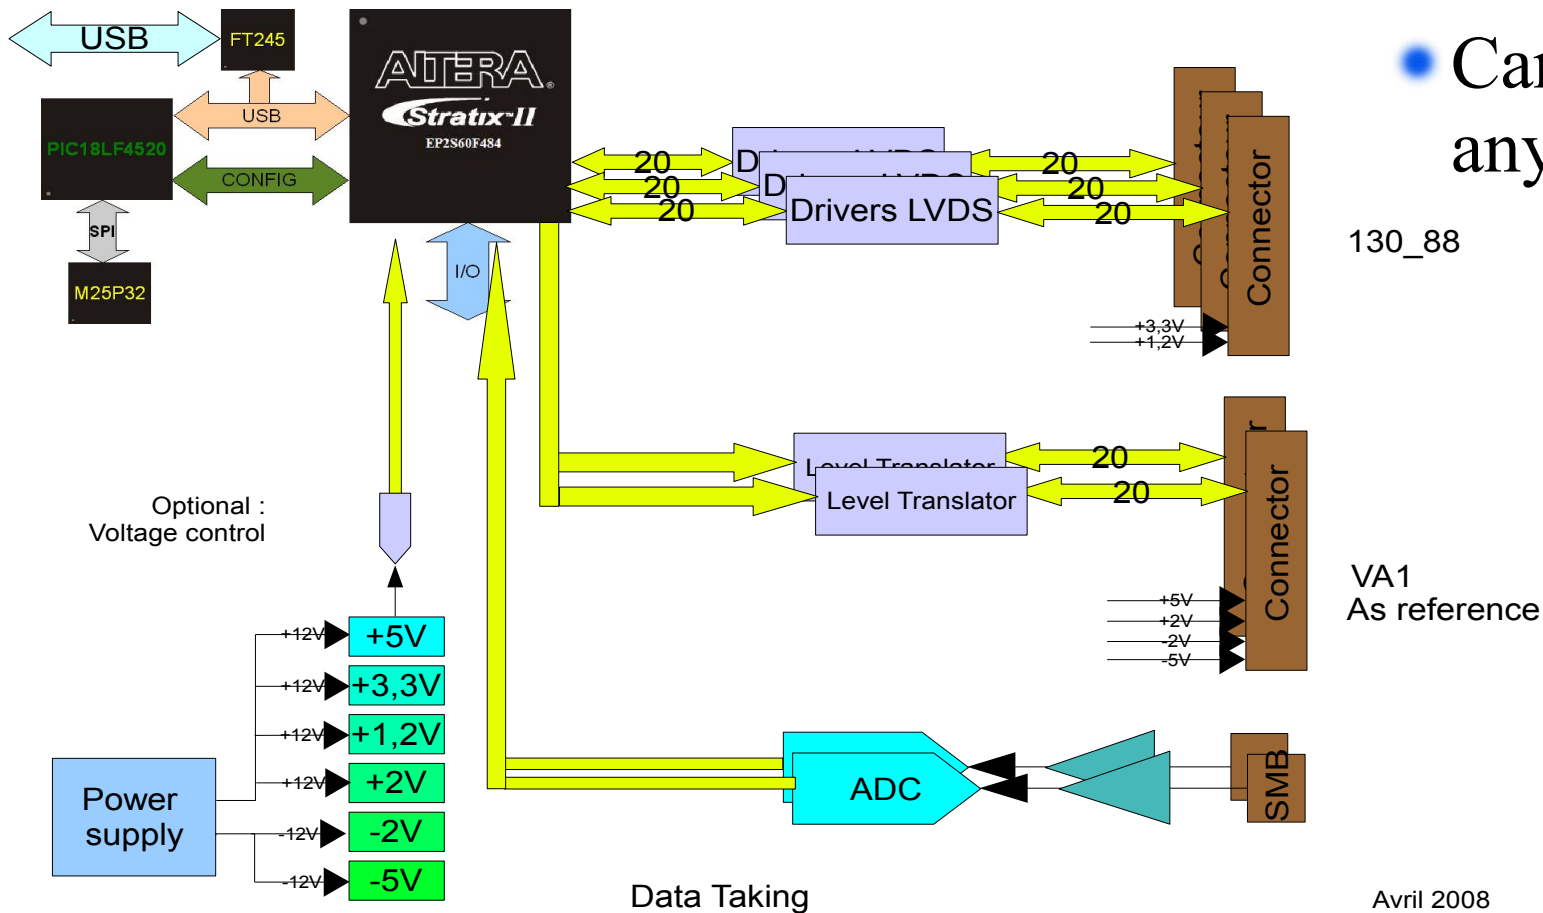 USB
FT245
ALTERA®
Stratix II
EP2S60F484
USB
PIC18LF4520
CONFIG
SPI
M25P32
I/O
20
20
20
Drivers LVDS
20
20
20
Connector
+3,3V
+1,2V
130_88
Level Translator
Level Translator
20
20
Connector
+5V
+2V
-2V
-5V
VA1
As reference
Optional :
Voltage control
+12V
+5V
+12V
+3,3V
+12V
+1,2V
+12V
+2V
-12V
-2V
-12V
-5V
Power
supply
ADC
SMB
Data Taking
Avril 2008